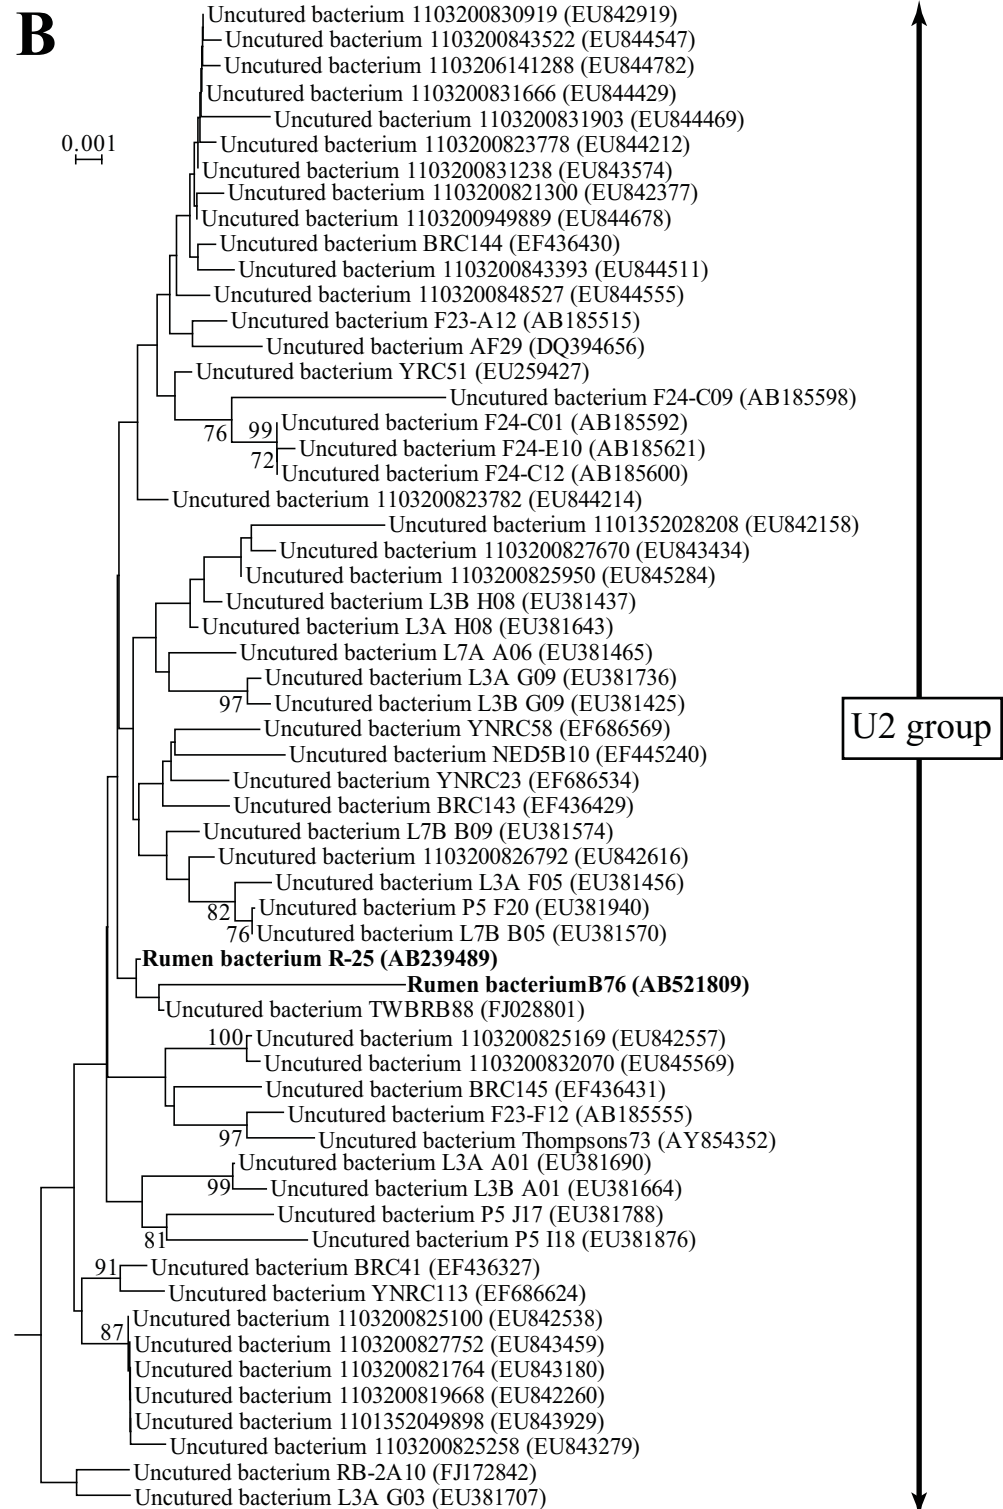 B
Uncutured bacterium 1103200830919 (EU842919)
Uncutured bacterium 1103200843522 (EU844547)
Uncutured bacterium 1103206141288 (EU844782)
Uncutured bacterium 1103200831666 (EU844429)
Uncutured bacterium 1103200831903 (EU844469)
0.001
Uncutured bacterium 1103200823778 (EU844212)
Uncutured bacterium 1103200831238 (EU843574)
Uncutured bacterium 1103200821300 (EU842377)
Uncutured bacterium 1103200949889 (EU844678)
Uncutured bacterium BRC144 (EF436430)
Uncutured bacterium 1103200843393 (EU844511)
Uncutured bacterium 1103200848527 (EU844555)
Uncutured bacterium F23-A12 (AB185515)
Uncutured bacterium AF29 (DQ394656)
Uncutured bacterium YRC51 (EU259427)
Uncutured bacterium F24-C09 (AB185598)
76 99 Uncutured bacterium F24-C01 (AB185592)
Uncutured bacterium F24-E10 (AB185621)
72 Uncutured bacterium F24-C12 (AB185600)
Uncutured bacterium 1103200823782 (EU844214)
Uncutured bacterium 1101352028208 (EU842158)
Uncutured bacterium 1103200827670 (EU843434)
Uncutured bacterium 1103200825950 (EU845284)
Uncutured bacterium L3B H08 (EU381437)
Uncutured bacterium L3A H08 (EU381643)
Uncutured bacterium L7A A06 (EU381465)
Uncutured bacterium L3A G09 (EU381736)
97 Uncutured bacterium L3B G09 (EU381425)
Uncutured bacterium YNRC58 (EF686569)
U2 group
Uncutured bacterium NED5B10 (EF445240)
Uncutured bacterium YNRC23 (EF686534)
Uncutured bacterium BRC143 (EF436429)
Uncutured bacterium L7B B09 (EU381574)
Uncutured bacterium 1103200826792 (EU842616)
Uncutured bacterium L3A F05 (EU381456)
82 Uncutured bacterium P5 F20 (EU381940)
76 Uncutured bacterium L7B B05 (EU381570)
Rumen bacterium R-25 (AB239489)
Rumen bacteriumB76 (AB521809)
Uncutured bacterium TWBRB88 (FJ028801)
100 Uncutured bacterium 1103200825169 (EU842557)
Uncutured bacterium 1103200832070 (EU845569)
Uncutured bacterium BRC145 (EF436431)
Uncutured bacterium F23-F12 (AB185555)
97 Uncutured bacterium Thompsons73 (AY854352)
Uncutured bacterium L3A A01 (EU381690)
99 Uncutured bacterium L3B A01 (EU381664)
Uncutured bacterium P5 J17 (EU381788)
81 Uncutured bacterium P5 I18 (EU381876)
91 Uncutured bacterium BRC41 (EF436327)
Uncutured bacterium YNRC113 (EF686624)
Uncutured bacterium 1103200825100 (EU842538)
87 Uncutured bacterium 1103200827752 (EU843459)
Uncutured bacterium 1103200821764 (EU843180)
Uncutured bacterium 1103200819668 (EU842260)
Uncutured bacterium 1101352049898 (EU843929)
Uncutured bacterium 1103200825258 (EU843279)
Uncutured bacterium RB-2A10 (FJ172842)
Uncutured bacterium L3A G03 (EU381707)